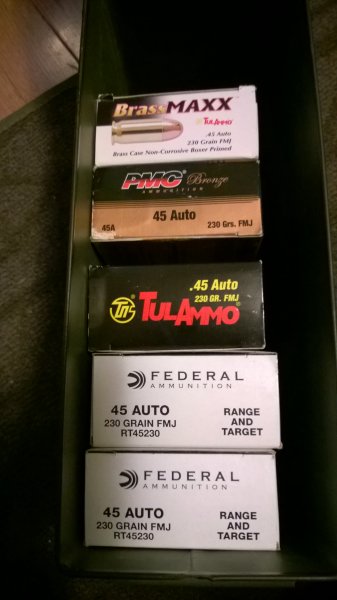 BrassMAXX
TULAMMO
.45 Auto
230 Grain FMJ
Brass Case Non-Corrosive Boxer Primed
PMC Bronze
AMMUNITION
45 Auto
45A
230 Grs. FMJ
.45 Auto
230 GR. FMJ
TULAMMO
FEDERAL
AMMUNITION
45 AUTO
230 GRAIN FMJ
RT45230
RANGE
AND
TARGET
FEDERAL
AMMUNITION
45 AUTO
230 GRAIN FMJ
RT45230
RANGE
AND
TARGET